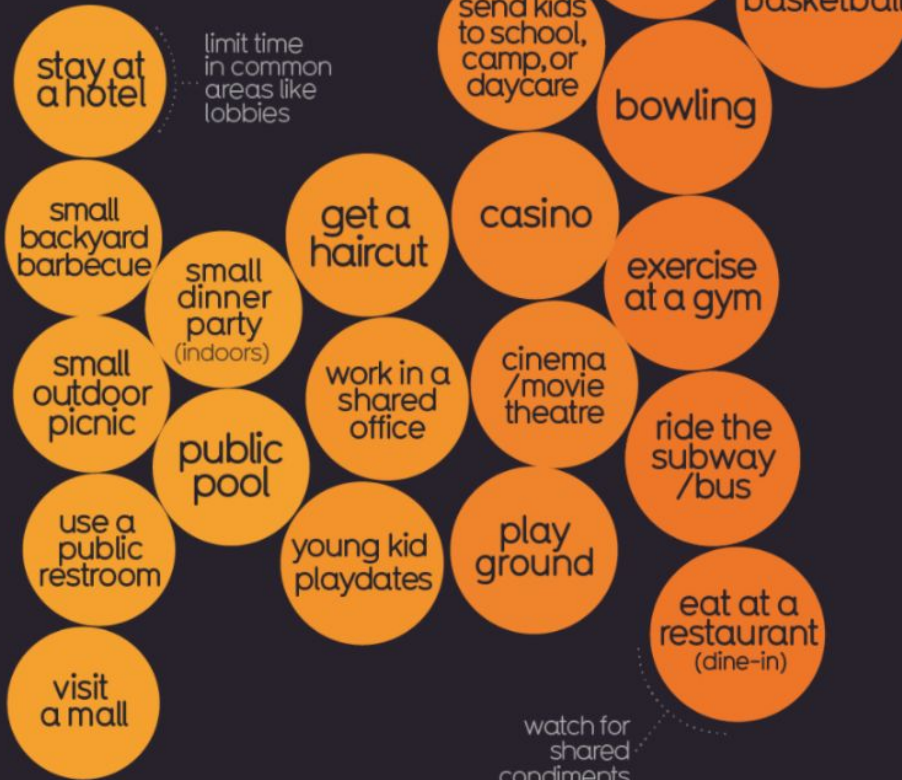 stay at
a hotel
limit time
in common
areas like
lobbies
send kids
to school,
camp, or
daycare
basketball
bowling
small
backyard
barbecue
small
dinner
party
(indoors)
get a
haircut
casino
exercise
at a gym
small
outdoor
picnic
public
pool
work in a
shared
office
cinema
/movie
theatre
ride the
subway
/bus
use a
public
restroom
young kid
playdates
play
ground
eat at a
restaurant
(dine-in)
visit
a mall
watch for
shared
condiments